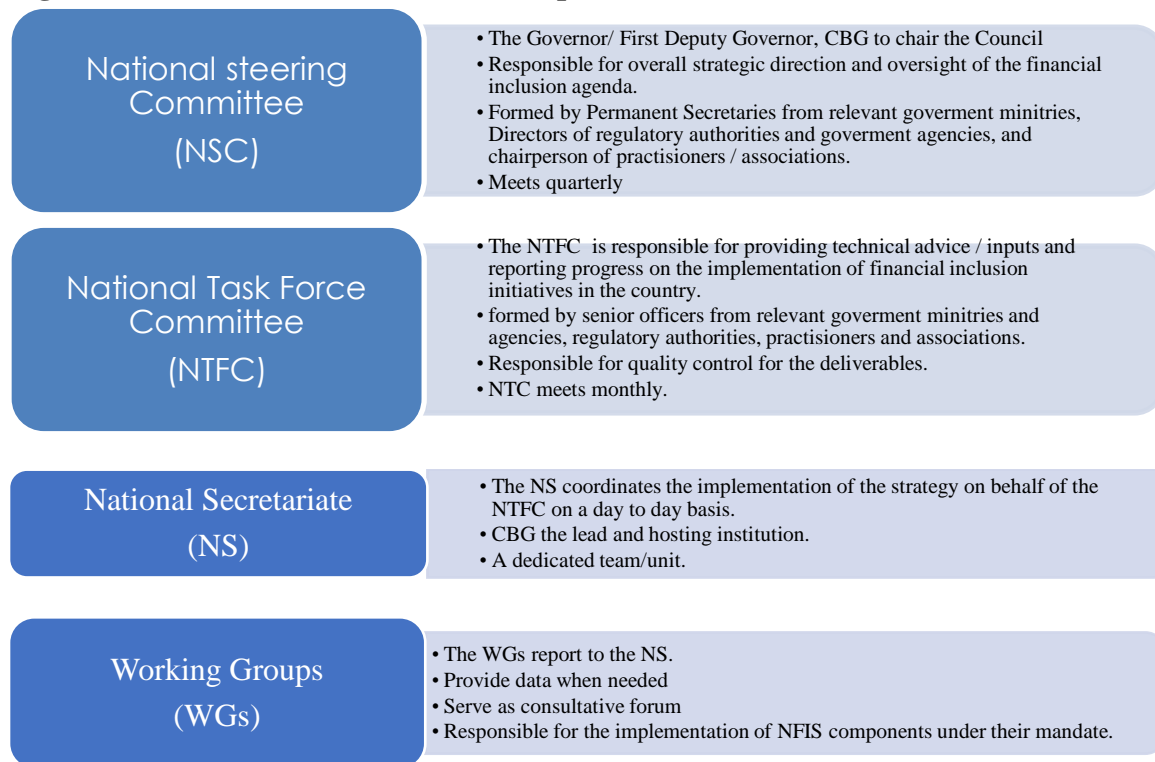 National steering
Committee
(NSC)
• The Governor/ First Deputy Governor, CBG to chair the Council
• Responsible for overall strategic direction and oversight of the financial
inclusion agenda.
• Formed by Permanent Secretaries from relevant goverment minitries,
Directors of regulatory authorities and goverment agencies, and
chairperson of practisioners / associations.
• Meets quarterly
National Task Force
Committee
(NTFC)
• The NTFC is responsible for providing technical advice / inputs and
reporting progress on the implementation of financial inclusion
initiatives in the country.
• formed by senior officers from relevant goverment minitries and
agencies, regulatory authorities, practisioners and associations.
• Responsible for quality control for the deliverables.
• NTC meets monthly.
National Secretariate
(NS)
• The NS coordinates the implementation of the strategy on behalf of the
NTFC on a day to day basis.
• CBG the lead and hosting institution.
• A dedicated team/unit.
Working Groups
(WGs)
• The WGs report to the NS.
• Provide data when needed
• Serve as consultative forum
• Responsible for the implementation of NFIS components under their mandate.